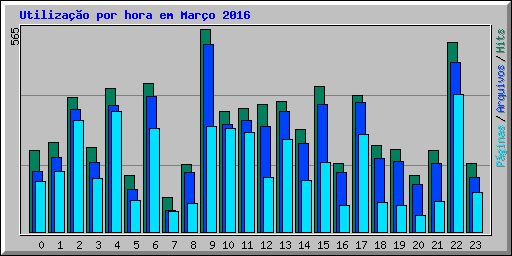 Utilização por hora em Março 2016
565
Páginas / Arquivos / Hits
0 1 2 3 4 5 6 7 8 9 10 11 12 13 14 15 16 17 18 19 20 21 22 23